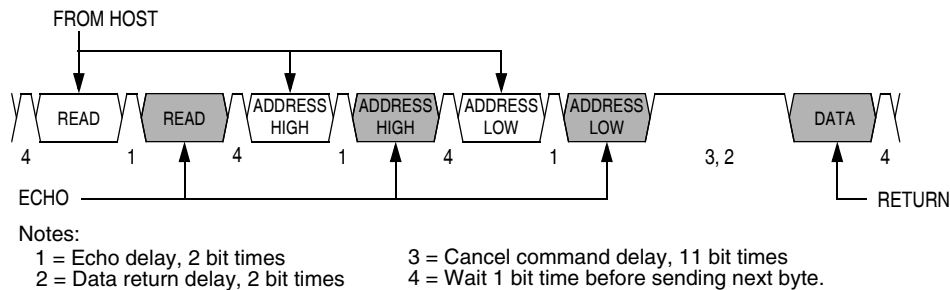 FROM HOST
READ READ ADDRESS HIGH ADDRESS HIGH ADDRESS LOW ADDRESS LOW DATA
4 1 4 1 4 1 3, 2 4
ECHO RETURN
Notes:
1 = Echo delay, 2 bit times 3 = Cancel command delay, 11 bit times
2 = Data return delay, 2 bit times 4 = Wait 1 bit time before sending next byte.